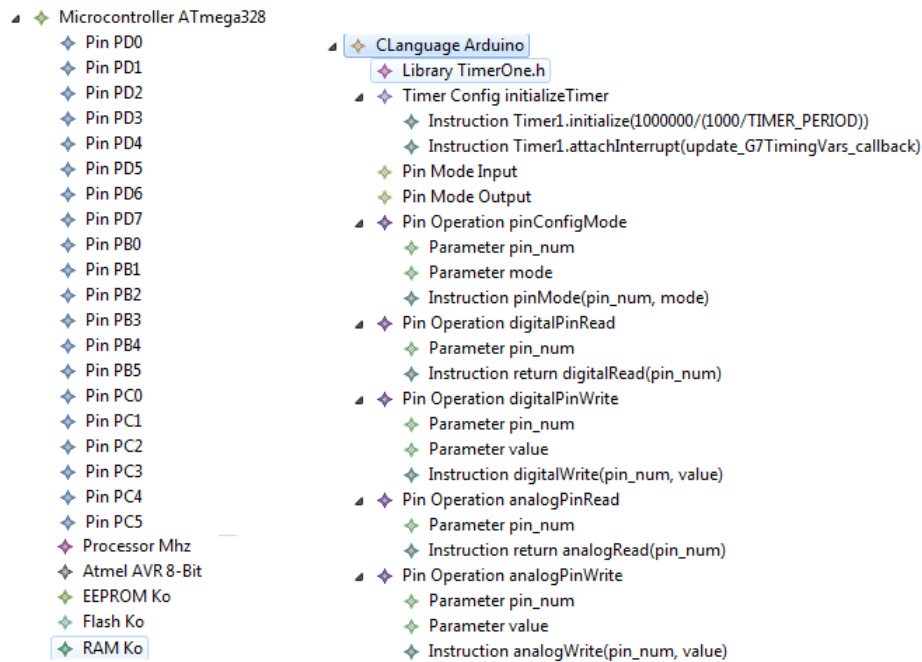 Microcontroller ATmega328
Pin PD0
Pin PD1
Pin PD2
Pin PD3
Pin PD4
Pin PD5
Pin PD6
Pin PD7
Pin PB0
Pin PB1
Pin PB2
Pin PB3
Pin PB4
Pin PB5
Pin PC0
Pin PC1
Pin PC2
Pin PC3
Pin PC4
Pin PC5
Processor Mhz
Atmel AVR 8-Bit
EEPROM Ko
Flash Ko
RAM Ko
CLanguage Arduino
Library TimerOne.h
Timer Config initializeTimer
Instruction Timer1.initialize(1000000/(1000/TIMER_PERIOD))
Instruction Timer1.attachInterrupt(update_G7TimingVars_callback)
Pin Mode Input
Pin Mode Output
Pin Operation pinConfigMode
Parameter pin_num
Parameter mode
Instruction pinMode(pin_num, mode)
Pin Operation digitalPinRead
Parameter pin_num
Instruction return digitalRead(pin_num)
Pin Operation digitalPinWrite
Parameter pin_num
Parameter value
Instruction digitalWrite(pin_num, value)
Pin Operation analogPinRead
Parameter pin_num
Instruction return analogRead(pin_num)
Pin Operation analogPinWrite
Parameter pin_num
Parameter value
Instruction analogWrite(pin_num, value)